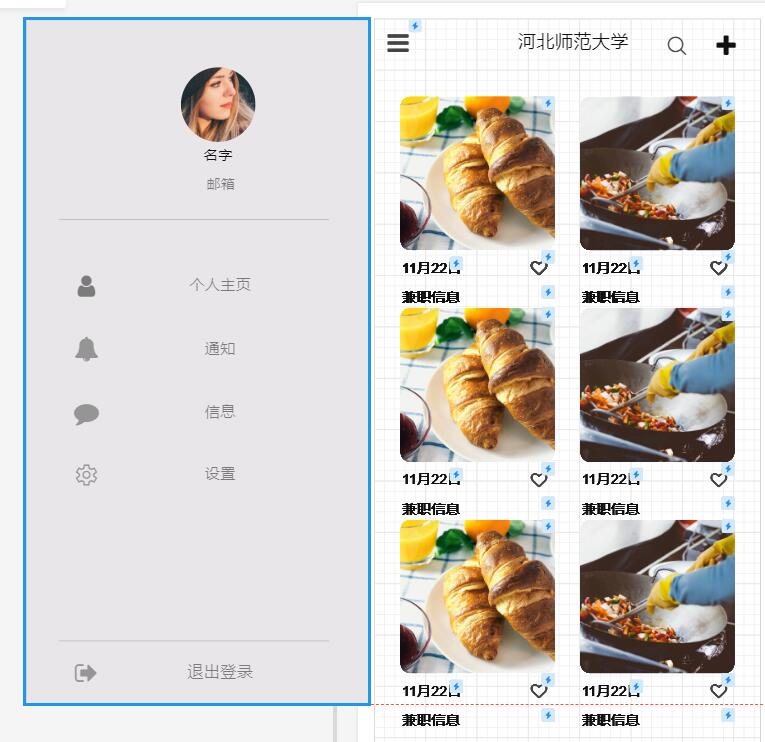 名字
邮箱
个人主页
通知
信息
设置
退出登录
河北师范大学
11月22日
11月22日
兼职信息
兼职信息
11月22日
11月22日
兼职信息
兼职信息
11月22日
11月22日
兼职信息
兼职信息